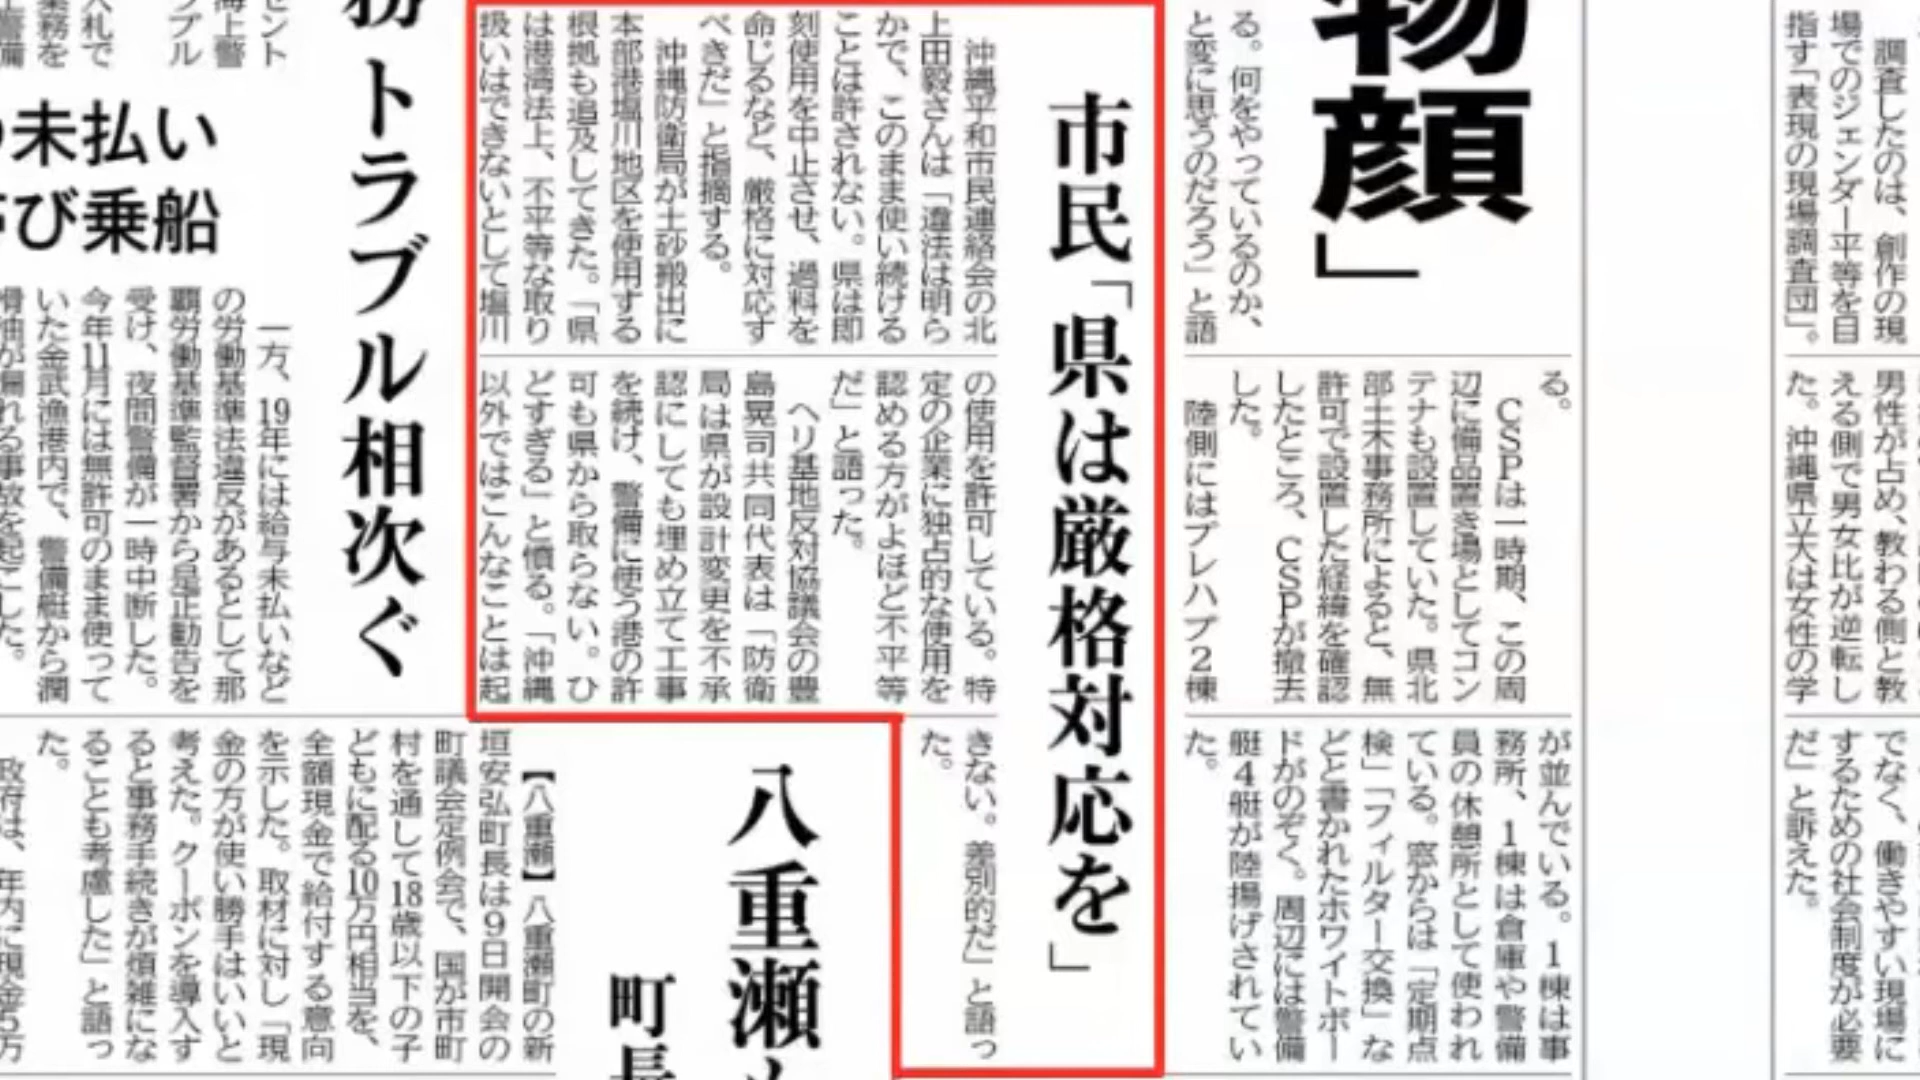 調査したのは、創作の現
場でのジェンダー平等を目
指す「表現の現場調査団」。
男性が占め、教わる側と教
える側で男女比が逆転し
た。沖縄県立大は女性の学
でなく、働きやすい現場に
するための社会制度が必要
だ」と訴えた。
物顔」
る。何をやっているのか、
と変に思うのだろう」と語
る。
CSPは一時期、この周
辺に備品置き場としてコン
テナも設置していた。県北
部土木事務所によると、無
許可で設置した経緯を確認
したところ、CSPが撤去
した。
陸側にはプレハブ2棟
が並んでいる。1棟は事
務所、1棟は倉庫や警備
員の休憩所として使われ
ている。窓からは「定期点
検」「フィルター交換」な
どと書かれたホワイトボー
ドがのぞく。周辺には警備
艇4艇が陸揚げされてい
た。
市民「県は厳格対応を」
沖縄平和市民連絡会の北
上田毅さんは「違法は明ら
かで、このまま使い続ける
ことは許されない。県は即
刻使用を中止させ、過料を
命じるなど、厳格に対応す
べきだ」と指摘する。
沖縄防衛局が土砂搬出に
本部港塩川地区を使用する
根拠も追及してきた。「県
は港湾法上、不平等な取り
扱いはできないとして塩川
の使用を許可している。特
定の企業に独占的な使用を
認める方がよほど不平等
だ」と語った。
ヘリ基地反対協議会の豊
島晃司共同代表は「防衛
局は県が設計変更を不承
認にしても埋め立て工事
を続け、警備に使う港の許
可も県から取らない。ひ
どすぎる」と憤る。「沖縄
以外ではこんなことは起
きない。差別的だ」と語っ
た。
トラブル相次ぐ
未払い
び乗船
一方、19年には給与未払いなど
の労働基準法違反があるとして那
覇労働基準監督署から是正勧告を
受け、夜間警備が一時中断した。
今年11月には無許可のまま使って
いた金武漁港内で、警備艇から潤
滑油が漏れる事故を起こした。
八重瀬
町長
【八重瀬】八重瀬町の新
垣安弘町長は9日開会の
町議会定例会で、国が市町
村を通して18歳以下の子
どもに配る10万円相当を、
全額現金で給付する意向
を示した。取材に対し「現
金の方が使い勝手はいいと
考えた。クーポンを導入す
ると事務手続きが煩雑にな
ることも考慮した」と語っ
た。
政府は、年内に現金5万